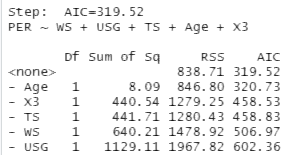 Step:  AIC=319.52
PER ~ WS + USG + TS + Age + X3
Df Sum of Sq RSS AIC
<none> 838.71 319.52
- Age 1 8.09 846.80 320.73
- X3 1 440.54 1279.25 458.53
- TS 1 441.71 1280.43 458.83
- WS 1 640.21 1478.92 506.97
- USG 1 1129.11 1967.82 602.36